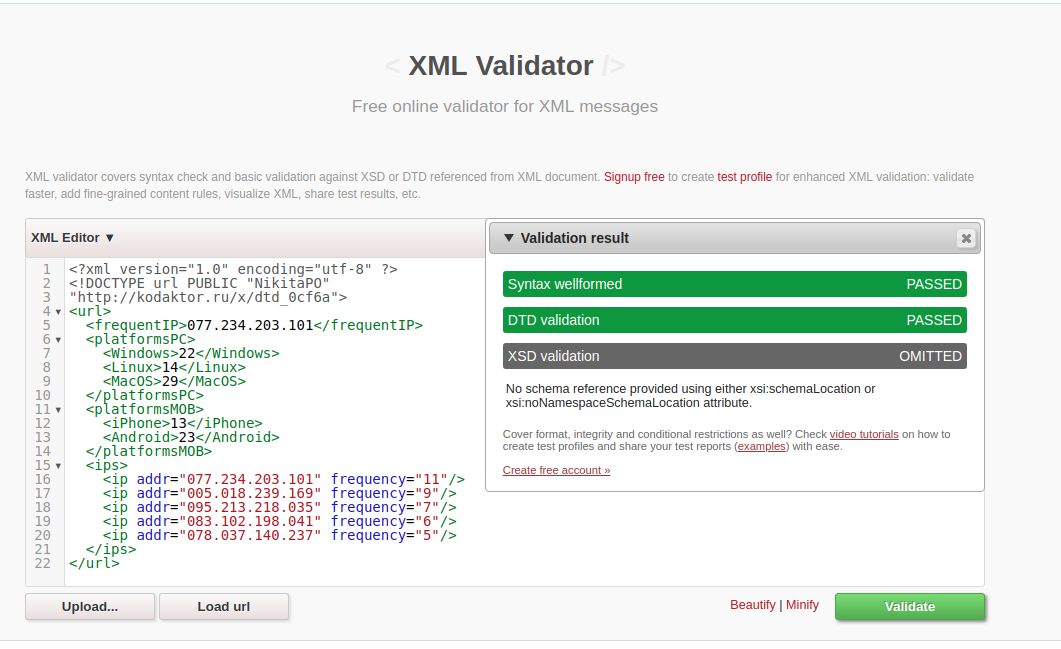 < XML Validator />
Free online validator for XML messages
XML validator covers syntax check and basic validation against XSD or DTD referenced from XML document. Signup free to create test profile for enhanced XML validation: validate
faster, add fine-grained content rules, visualize XML, share test results, etc.
XML Editor ▼
1 <?xml version="1.0" encoding="utf-8" ?>
2 <!DOCTYPE url PUBLIC "NikitaPO"
3 "http://kodaktor.ru/x/dtd_0cf6a">
4 ▾ <url>
5 <frequentIP>077.234.203.101</frequentIP>
6 ▾ <platformsPC>
7 <Windows>22</Windows>
8 <Linux>14</Linux>
9 <MacOS>29</MacOS>
10 </platformsPC>
11 ▾ <platformsMOB>
12 <iPhone>13</iPhone>
13 <Android>23</Android>
14 </platformsMOB>
15 ▾ <ips>
16 <ip addr="077.234.203.101" frequency="11"/>
17 <ip addr="005.018.239.169" frequency="9"/>
18 <ip addr="095.213.218.035" frequency="7"/>
19 <ip addr="083.102.198.041" frequency="6"/>
20 <ip addr="078.037.140.237" frequency="5"/>
21 </ips>
22 </url>
▼ Validation result ✖
Syntax wellformed PASSED
DTD validation PASSED
XSD validation OMITTED
No schema reference provided using either xsi:schemaLocation or
xsi:noNamespaceSchemaLocation attribute.
Cover format, integrity and conditional restrictions as well? Check video tutorials on how to
create test profiles and share your test reports (examples) with ease.
Create free account »
Upload... Load url Beautify | Minify Validate